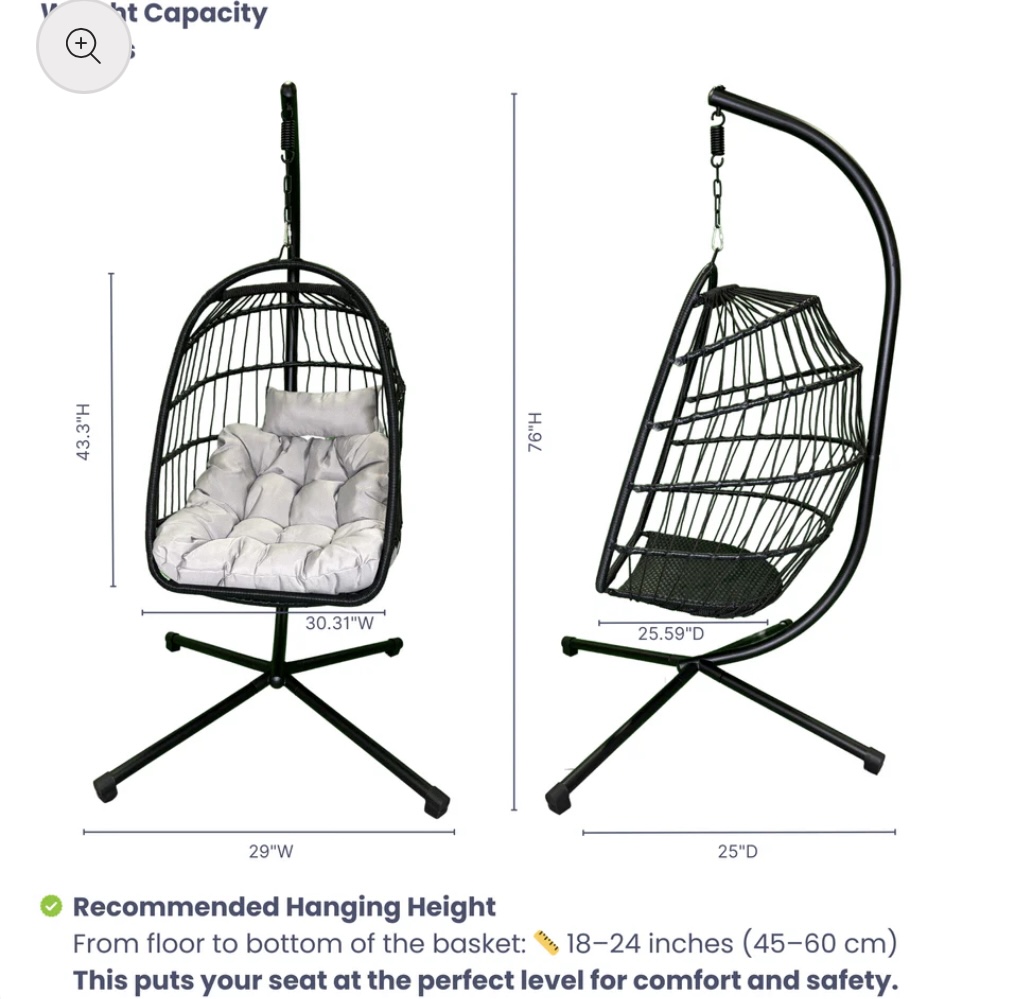 ht Capacity
s
43.3"H
76"H
30.31"W
25.59"D
29"W
25"D
Recommended Hanging Height
From floor to bottom of the basket: 📏 18–24 inches (45–60 cm)
This puts your seat at the perfect level for comfort and safety.